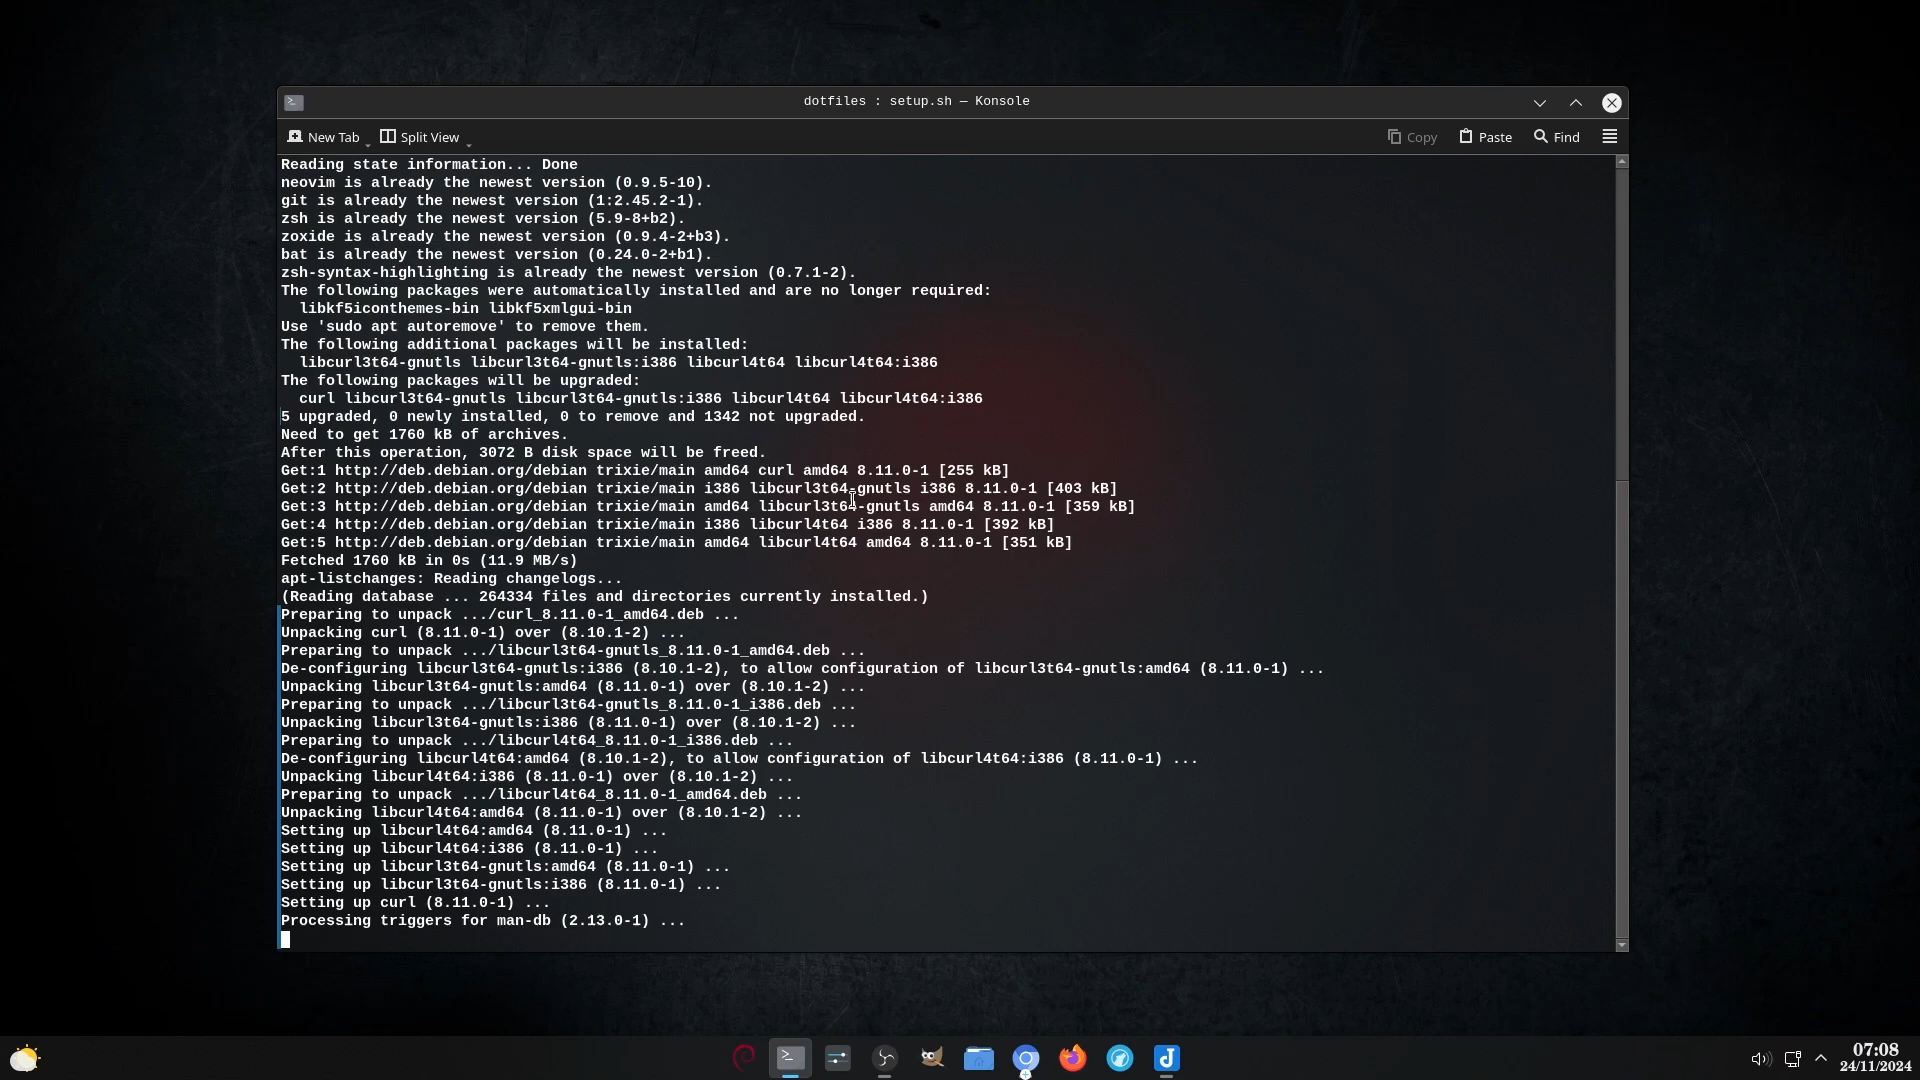 dotfiles : setup.sh — Konsole
New Tab Split View Copy Paste Find
Reading state information... Done
neovim is already the newest version (0.9.5-10).
git is already the newest version (1:2.45.2-1).
zsh is already the newest version (5.9-8+b2).
zoxide is already the newest version (0.9.4-2+b3).
bat is already the newest version (0.24.0-2+b1).
zsh-syntax-highlighting is already the newest version (0.7.1-2).
The following packages were automatically installed and are no longer required:
  libkf5iconthemes-bin libkf5xmlgui-bin
Use 'sudo apt autoremove' to remove them.
The following additional packages will be installed:
  libcurl3t64-gnutls libcurl3t64-gnutls:i386 libcurl4t64 libcurl4t64:i386
The following packages will be upgraded:
  curl libcurl3t64-gnutls libcurl3t64-gnutls:i386 libcurl4t64 libcurl4t64:i386
5 upgraded, 0 newly installed, 0 to remove and 1342 not upgraded.
Need to get 1760 kB of archives.
After this operation, 3072 B disk space will be freed.
Get:1 http://deb.debian.org/debian trixie/main amd64 curl amd64 8.11.0-1 [255 kB]
Get:2 http://deb.debian.org/debian trixie/main i386 libcurl3t64-gnutls i386 8.11.0-1 [403 kB]
Get:3 http://deb.debian.org/debian trixie/main amd64 libcurl3t64-gnutls amd64 8.11.0-1 [359 kB]
Get:4 http://deb.debian.org/debian trixie/main i386 libcurl4t64 i386 8.11.0-1 [392 kB]
Get:5 http://deb.debian.org/debian trixie/main amd64 libcurl4t64 amd64 8.11.0-1 [351 kB]
Fetched 1760 kB in 0s (11.9 MB/s)
apt-listchanges: Reading changelogs...
(Reading database ... 264334 files and directories currently installed.)
Preparing to unpack .../curl_8.11.0-1_amd64.deb ...
Unpacking curl (8.11.0-1) over (8.10.1-2) ...
Preparing to unpack .../libcurl3t64-gnutls_8.11.0-1_amd64.deb ...
De-configuring libcurl3t64-gnutls:i386 (8.10.1-2), to allow configuration of libcurl3t64-gnutls:amd64 (8.11.0-1) ...
Unpacking libcurl3t64-gnutls:amd64 (8.11.0-1) over (8.10.1-2) ...
Preparing to unpack .../libcurl3t64-gnutls_8.11.0-1_i386.deb ...
Unpacking libcurl3t64-gnutls:i386 (8.11.0-1) over (8.10.1-2) ...
Preparing to unpack .../libcurl4t64_8.11.0-1_i386.deb ...
De-configuring libcurl4t64:amd64 (8.10.1-2), to allow configuration of libcurl4t64:i386 (8.11.0-1) ...
Unpacking libcurl4t64:i386 (8.11.0-1) over (8.10.1-2) ...
Preparing to unpack .../libcurl4t64_8.11.0-1_amd64.deb ...
Unpacking libcurl4t64:amd64 (8.11.0-1) over (8.10.1-2) ...
Setting up libcurl4t64:amd64 (8.11.0-1) ...
Setting up libcurl4t64:i386 (8.11.0-1) ...
Setting up libcurl3t64-gnutls:amd64 (8.11.0-1) ...
Setting up libcurl3t64-gnutls:i386 (8.11.0-1) ...
Setting up curl (8.11.0-1) ...
Processing triggers for man-db (2.13.0-1) ...
07:08
24/11/2024